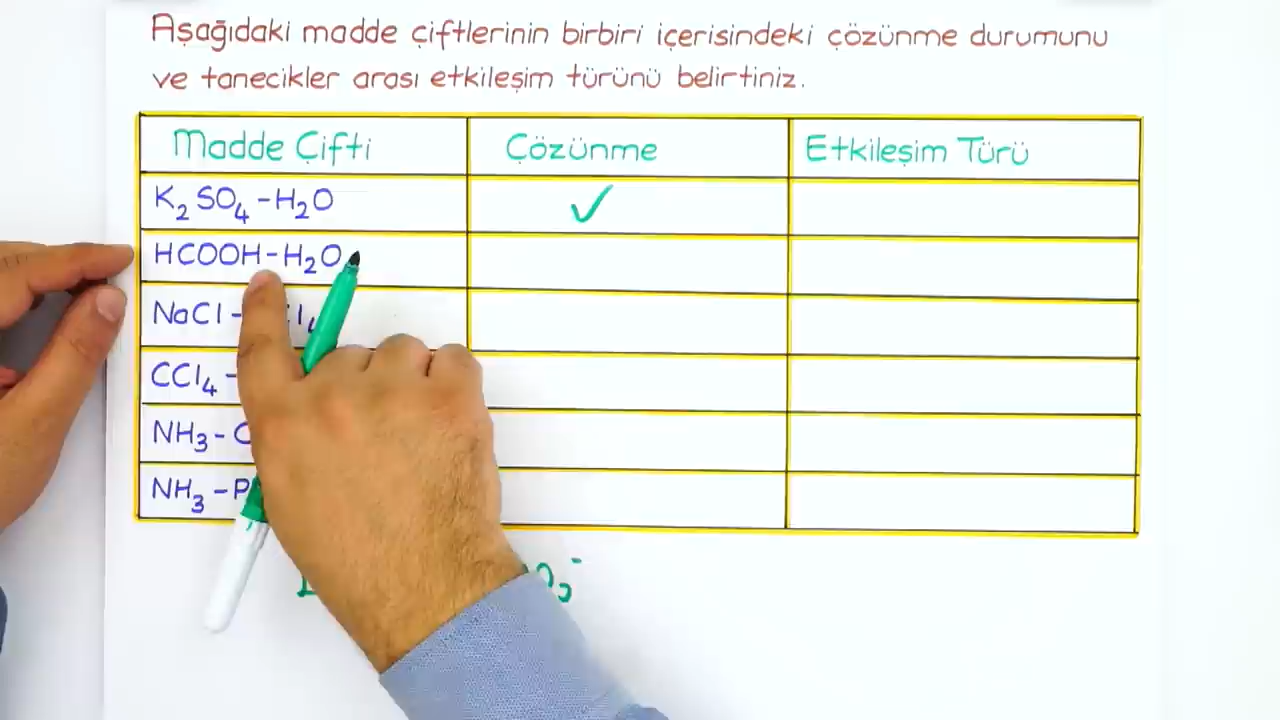 Aşağıdaki madde çiftlerinin birbiri içerisindeki çözünme durumunu
ve tanecikler arası etkileşim türünü belirtiniz.
Madde Çifti Çözünme Etkileşim Türü
K₂SO₄-H₂O ✓
HCOOH-H₂O
NaCl-
CCl₄-
NH₃-
NH₃-P